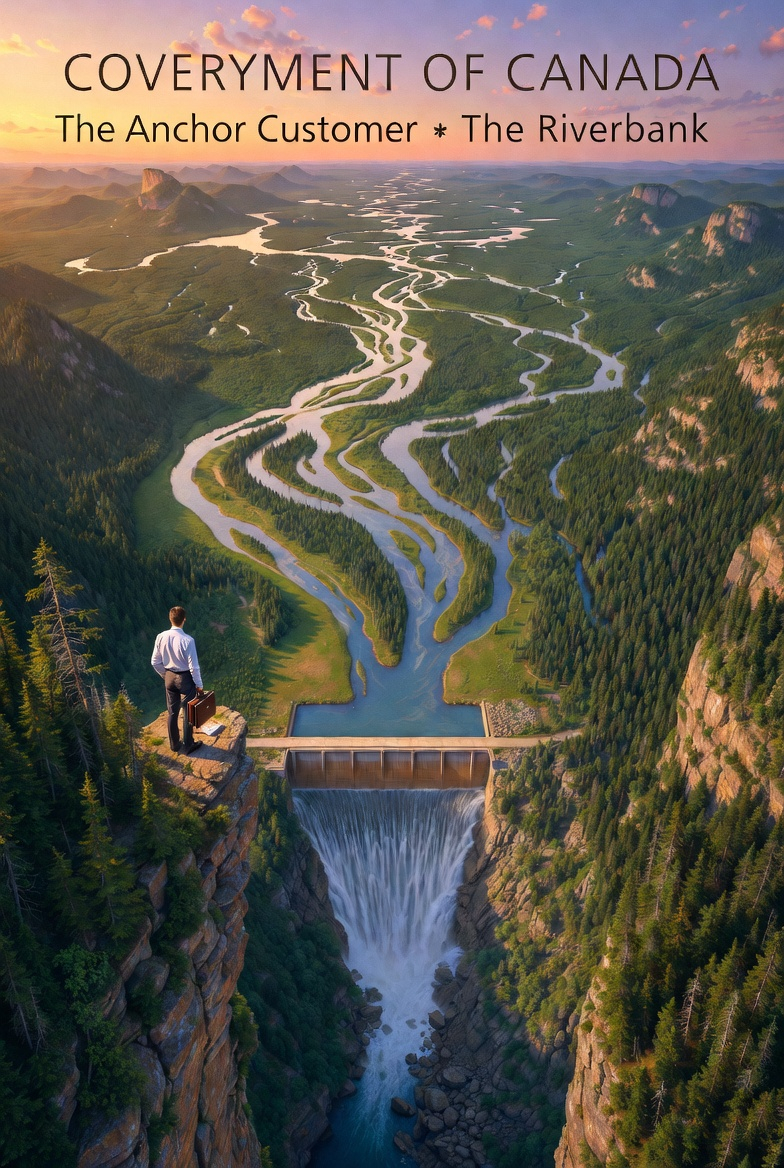 COVERYMENT OF CANADA
The Anchor Customer * The Riverbank